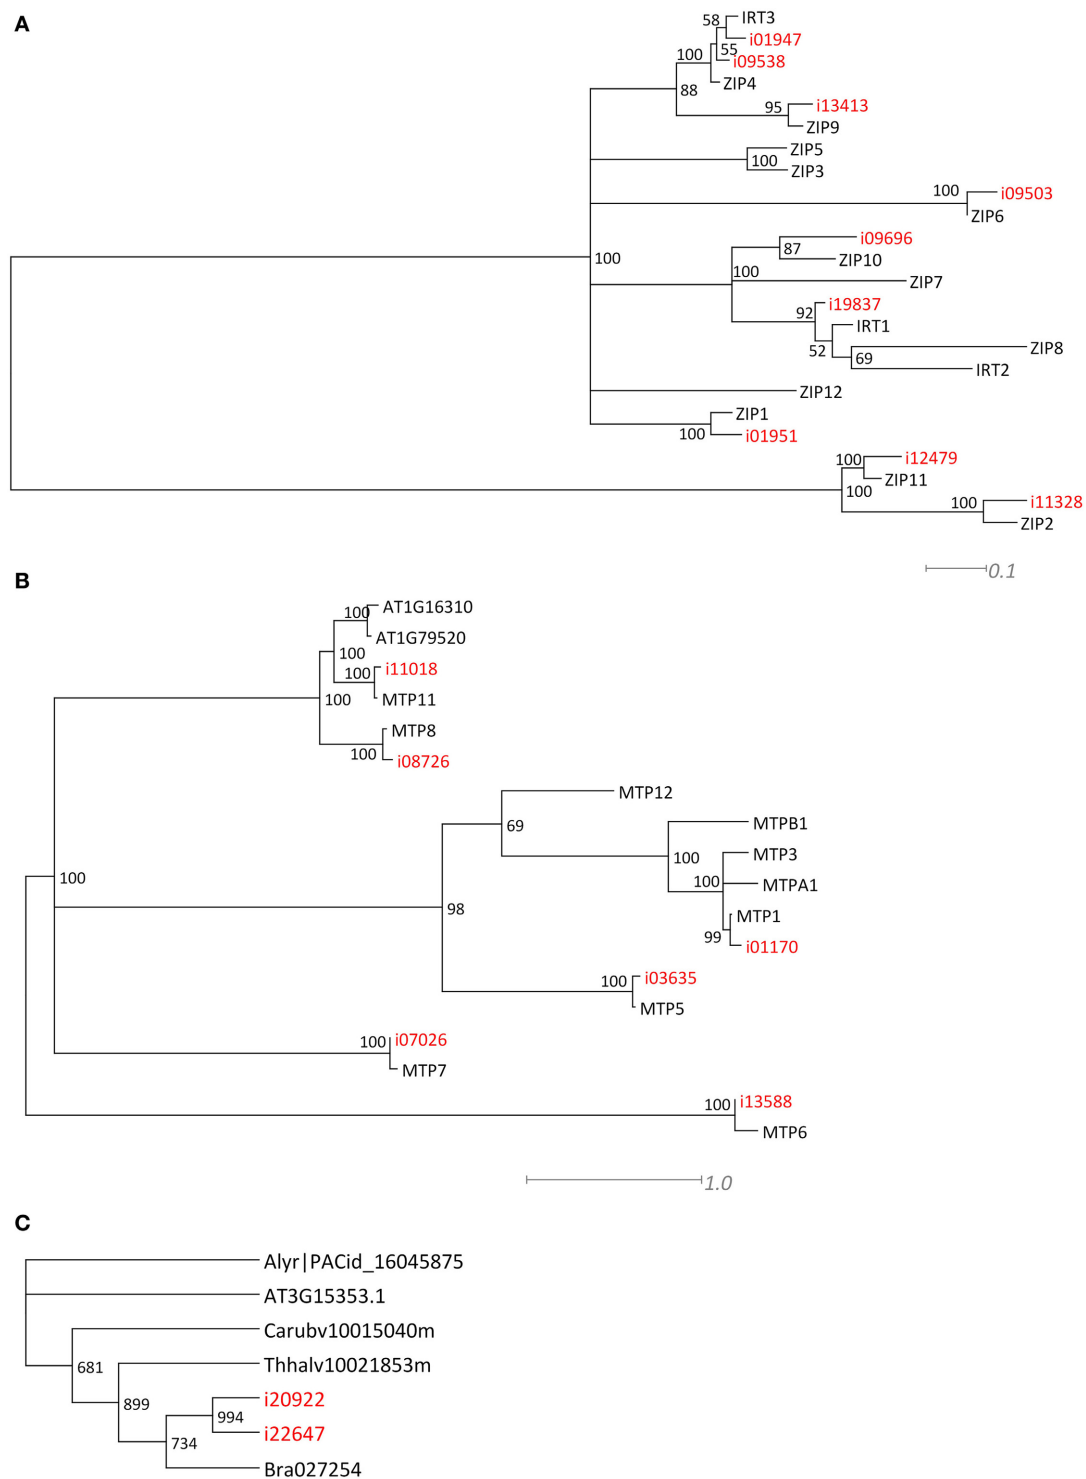 A
58
IRT3
i01947
55
100
i09538
ZIP4
88
95
i13413
ZIP9
ZIP5
100
ZIP3
100
i09503
ZIP6
i09696
87
ZIP10
100
100
ZIP7
i19837
92
IRT1
52
ZIP8
69
IRT2
ZIP12
ZIP1
100
i01951
100
i12479
ZIP11
100
100
i11328
ZIP2
0.1
B
100
AT1G16310
AT1G79520
100
100
i11018
100
MTP11
MTP8
100
i08726
MTP12
69
MTPB1
100
MTP3
100
MTPA1
100
98
MTP1
99
i01170
100
i03635
MTP5
100
i07026
MTP7
100
i13588
MTP6
1.0
C
Alyr|PACid_16045875
AT3G15353.1
Carubv10015040m
681
Thhalv10021853m
899
i20922
994
i22647
734
Bra027254